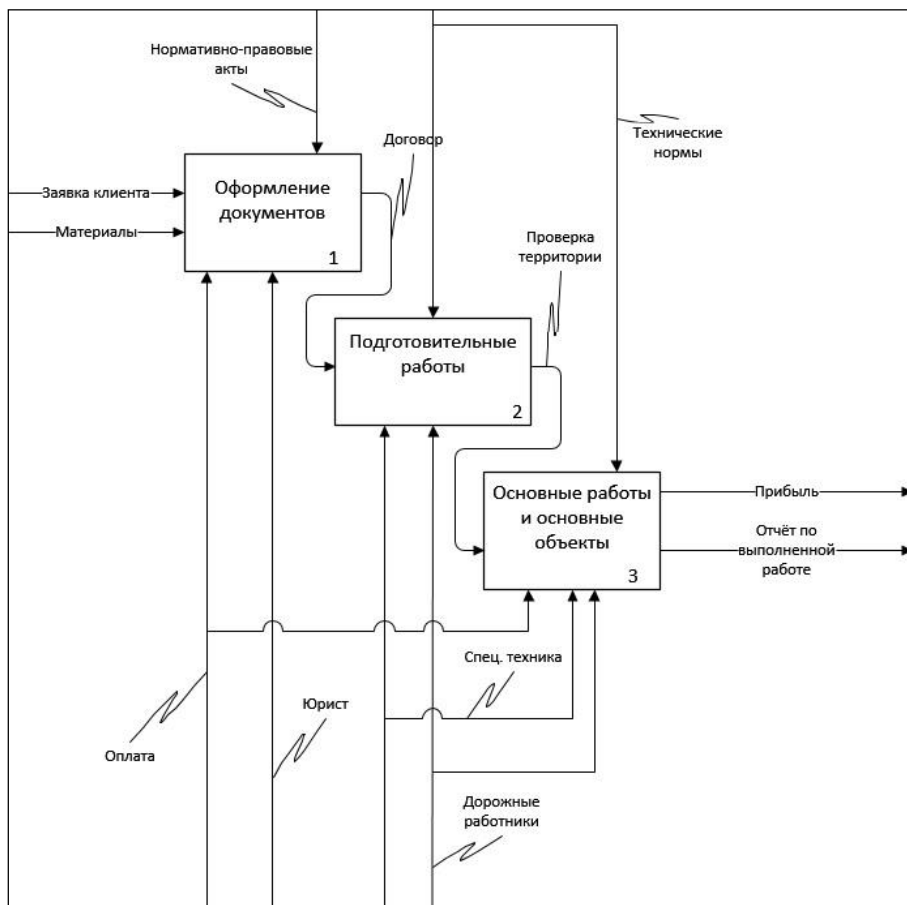 Нормативно-правовые
акты
Договор
Технические
нормы
Заявка клиента
Материалы
Оформление
документов
1
Проверка
территории
Подготовительные
работы
2
Основные работы
и основные
объекты
3
Прибыль
Отчёт по
выполненной
работе
Спец. техника
Юрист
Оплата
Дорожные
работники